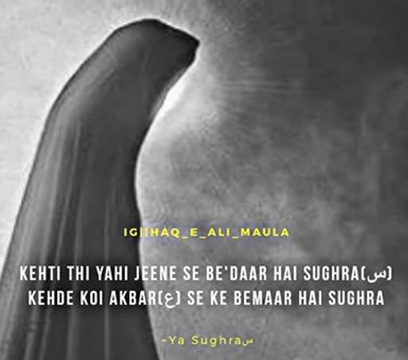 IG||HAQ_E_ALI_MAULA
KEHTI THI YAHI JEENE SE BE'DAAR HAI SUGHRA(س)
KEHDE KOI AKBAR(ع) SE KE BEMAAR HAI SUGHRA
~Ya Sughraس